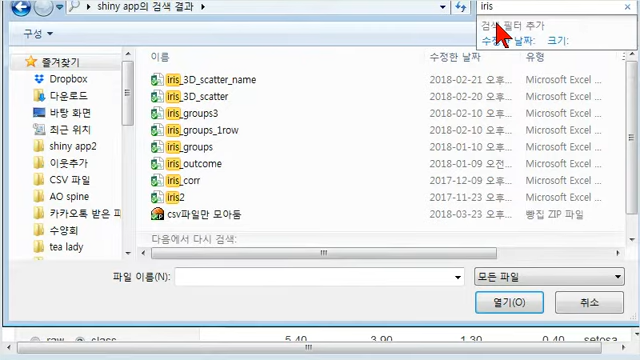 shiny app의 검색 결과
iris
검색 필터 추가
수정한 날짜: 크기:
구성
이름 수정한 날짜 유형
즐겨찾기
Dropbox
다운로드
바탕 화면
최근 위치
shiny app2
이웃추가
CSV 파일
AO spine
카카오톡 받은 파
수양회
tea lady
iris_3D_scatter_name 2018-02-21 오후... Microsoft Excel ...
iris_3D_scatter 2018-02-20 오후... Microsoft Excel ...
iris_groups3 2018-02-10 오후... Microsoft Excel ...
iris_groups_1row 2018-02-10 오후... Microsoft Excel ...
iris_groups 2018-02-10 오후... Microsoft Excel ...
iris_outcome 2018-01-09 오전... Microsoft Excel ...
iris_corr 2017-12-09 오후... Microsoft Excel ...
iris2 2017-11-23 오후... Microsoft Excel ...
csv파일만 모아둠 2018-03-23 오후... 빵집 ZIP 파일
다음에서 다시 검색:
파일 이름(N):
모든 파일
열기(O) 취소
raw class 5.40 3.90 1.30 0.40 setosa